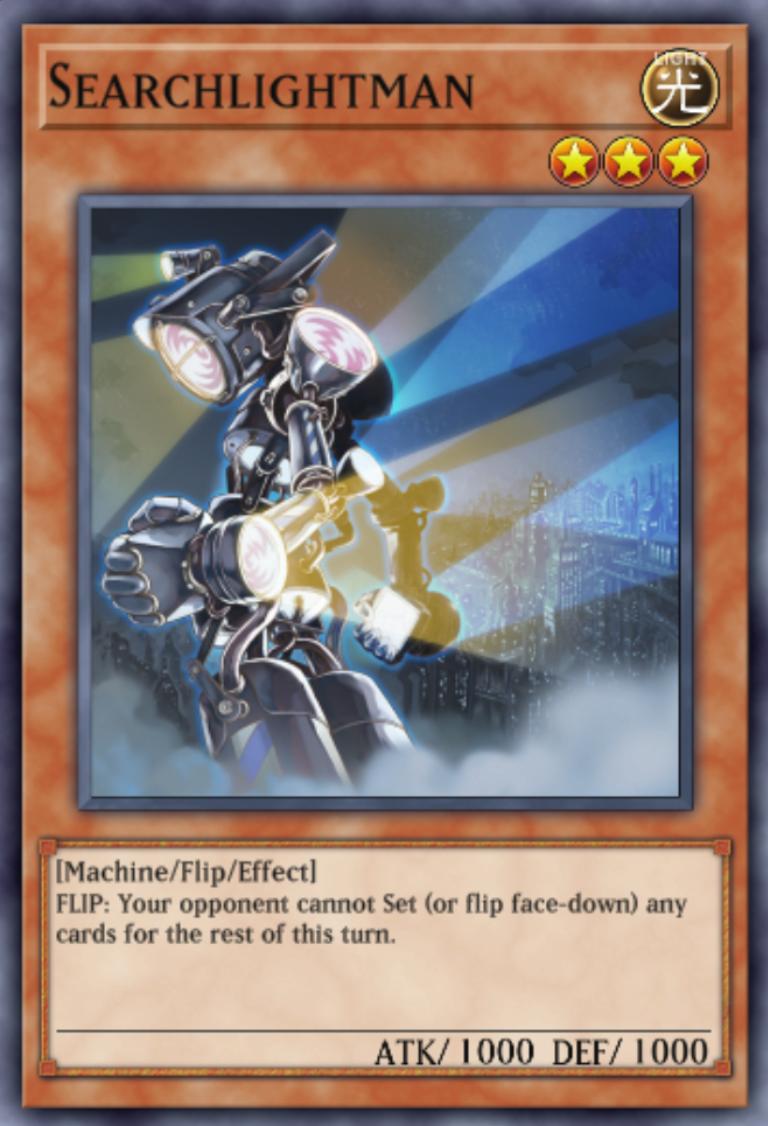 SEARCHLIGHTMAN
LIGHT
光
[Machine/Flip/Effect]
FLIP: Your opponent cannot Set (or flip face-down) any
cards for the rest of this turn.
ATK/ 1000 DEF/ 1000